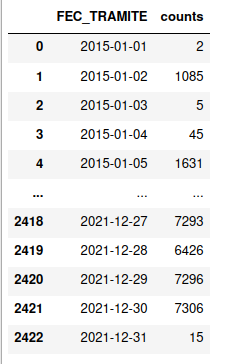 FEC_TRAMITE counts
0 2015-01-01 2
1 2015-01-02 1085
2 2015-01-03 5
3 2015-01-04 45
4 2015-01-05 1631
... ... ...
2418 2021-12-27 7293
2419 2021-12-28 6426
2420 2021-12-29 7296
2421 2021-12-30 7306
2422 2021-12-31 15